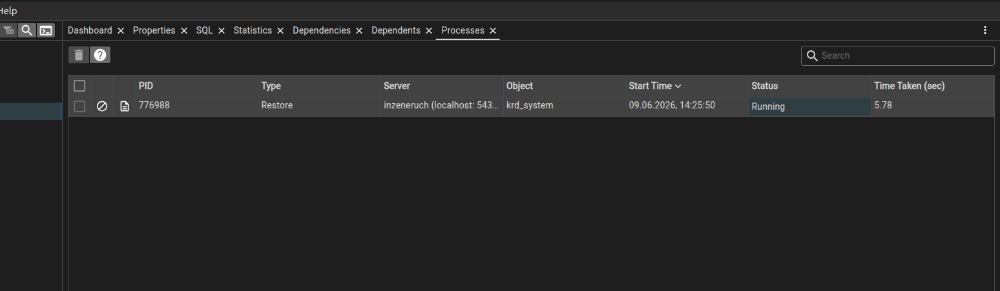 Help
Dashboard Properties SQL Statistics Dependencies Dependents Processes
Search
PID Type Server Object Start Time Status Time Taken (sec)
776988 Restore inzeneruch (localhost: 543... krd_system 09.06.2026, 14:25:50 Running 5.78